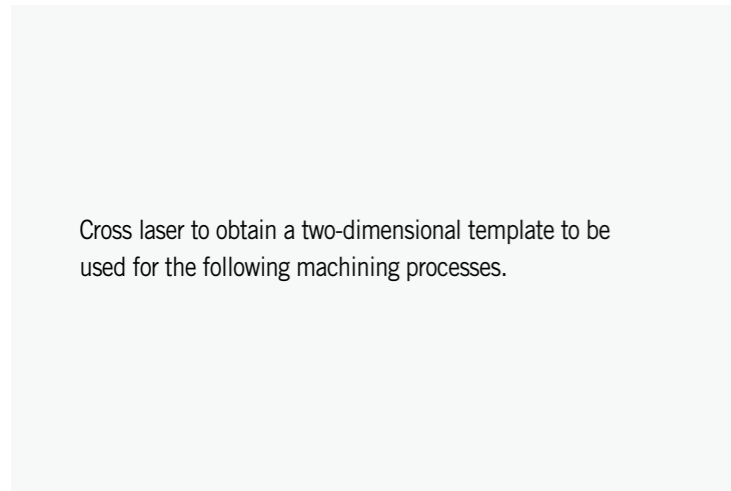 Cross laser to obtain a two-dimensional template to be
used for the following machining processes.